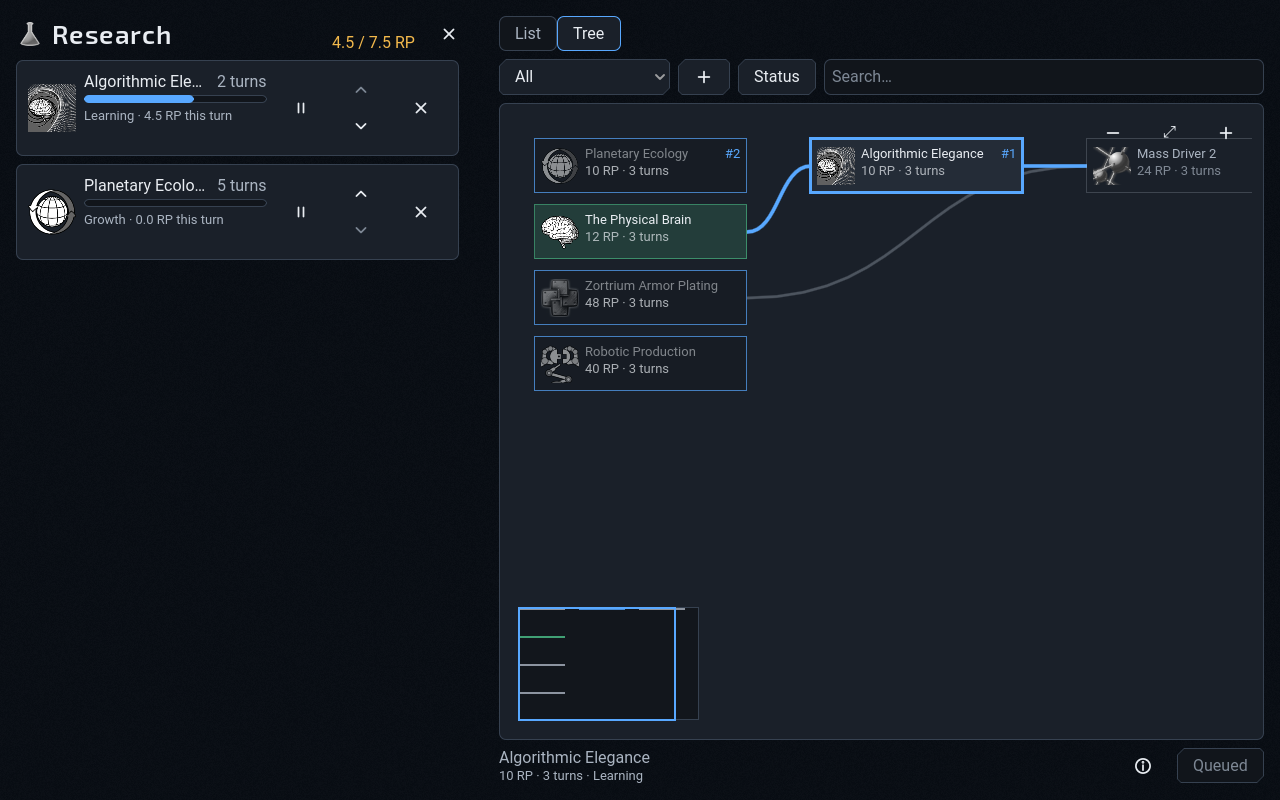 Research
4.5 / 7.5 RP
Algorithmic Ele... 2 turns
Learning · 4.5 RP this turn
Planetary Ecolo... 5 turns
Growth · 0.0 RP this turn
List
Tree
All
Status
Search...
Planetary Ecology #2
10 RP · 3 turns
The Physical Brain
12 RP · 3 turns
Zortrium Armor Plating
48 RP · 3 turns
Robotic Production
40 RP · 3 turns
Algorithmic Elegance #1
10 RP · 3 turns
Mass Driver 2
24 RP · 3 turns
Algorithmic Elegance
10 RP · 3 turns · Learning
Queued